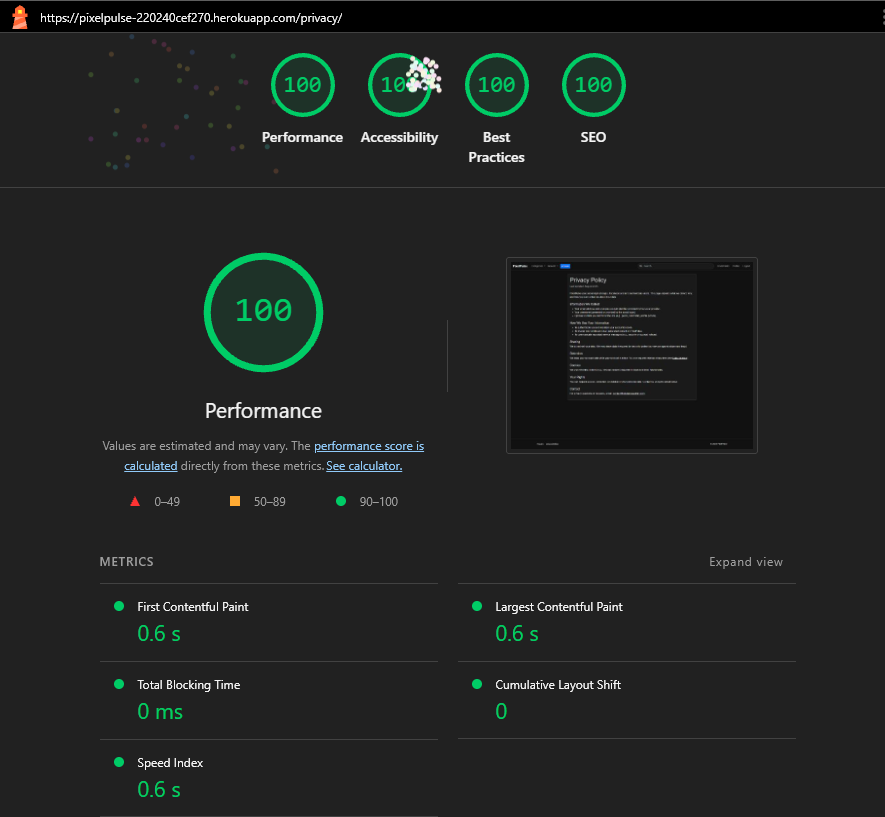 https://pixelpulse-220240cef270.herokuapp.com/privacy/
100
100
100
100
Performance
Accessibility
Best
Practices
SEO
100
Performance
Values are estimated and may vary. The performance score is
calculated directly from these metrics. See calculator.
0–49
50–89
90–100
Privacy Policy
METRICS
Expand view
First Contentful Paint
0.6 s
Largest Contentful Paint
0.6 s
Total Blocking Time
0 ms
Cumulative Layout Shift
0
Speed Index
0.6 s